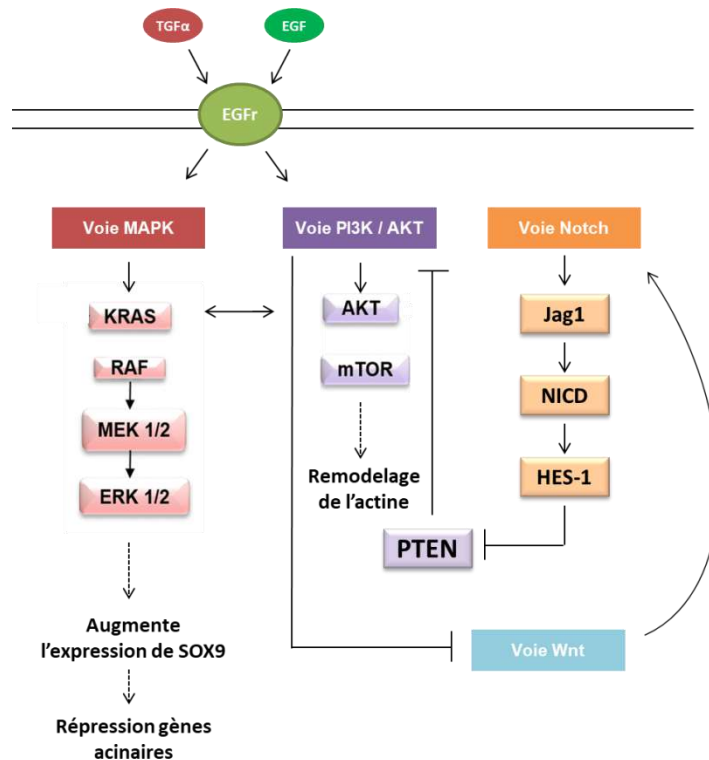 TGFα
EGF
EGFr
Voie MAPK
Voie PI3K / AKT
Voie Notch
KRAS
RAF
MEK 1/2
ERK 1/2
Augmente
l'expression de SOX9
Répression gènes
acinaires
AKT
mTOR
Remodelage
de l'actine
PTEN
Jag1
NICD
HES-1
Voie Wnt